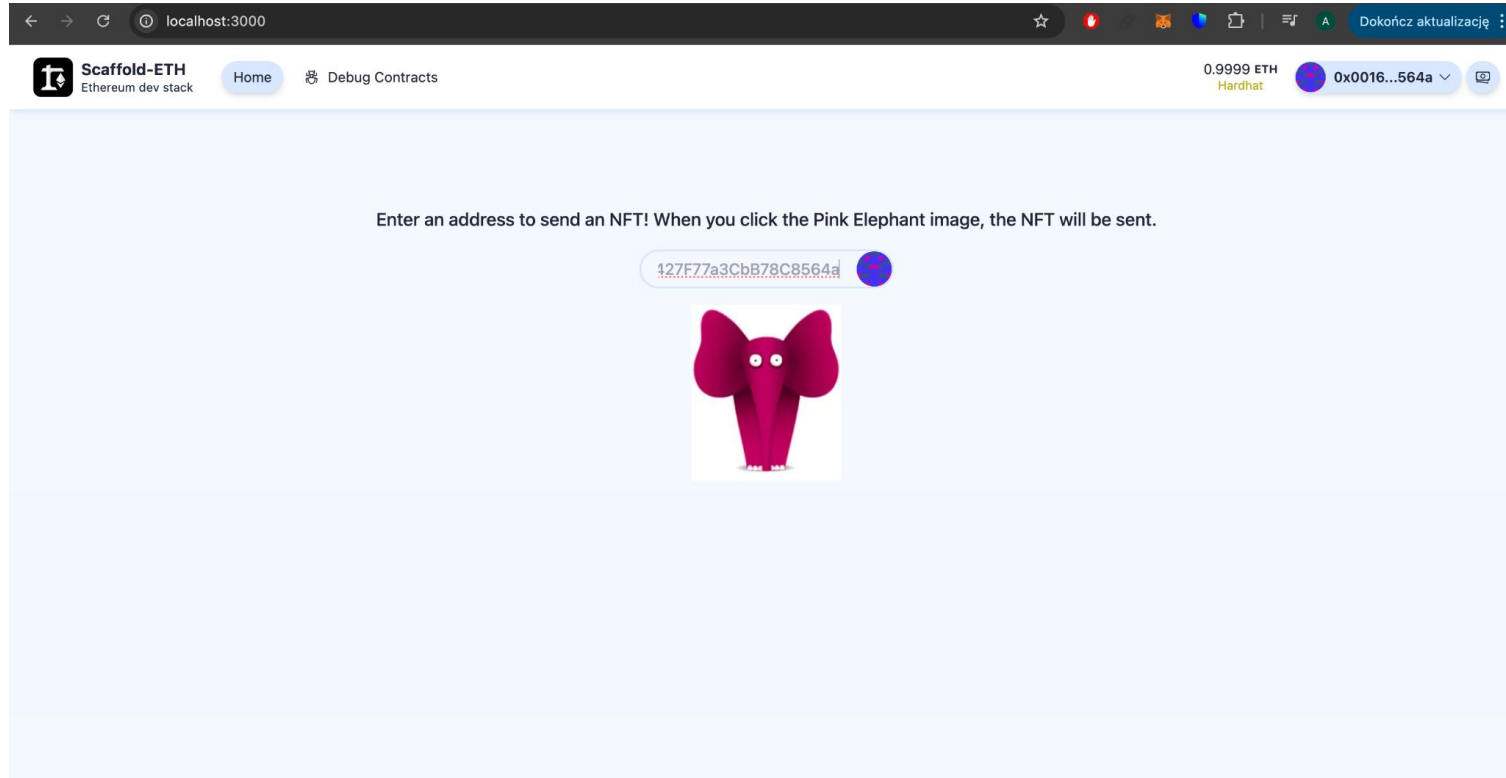 localhost:3000
A
Dokończ aktualizację
Scaffold-ETH
Ethereum dev stack
Home
Debug Contracts
0.9999 ETH
Hardhat
0x0016...564a
Enter an address to send an NFT! When you click the Pink Elephant image, the NFT will be sent.
427F77a3CbB78C8564a